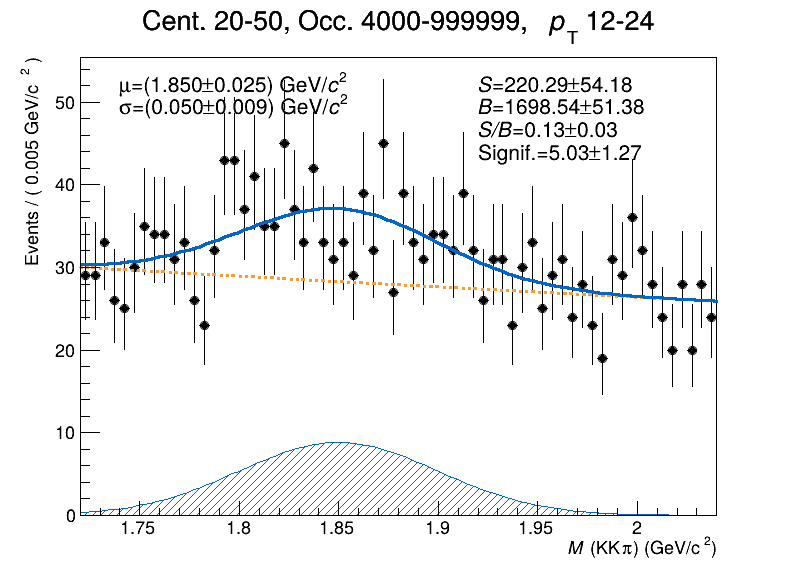 Cent. 20-50, Occ. 4000-999999, p_T 12-24
μ=(1.850±0.025) GeV/c²
σ=(0.050±0.009) GeV/c²
S=220.29±54.18
B=1698.54±51.38
S/B=0.13±0.03
Signif.=5.03±1.27
Events / ( 0.005 GeV/c² )
50
40
30
20
10
0
1.75 1.8 1.85 1.9 1.95 2
M (KKπ) (GeV/c²)